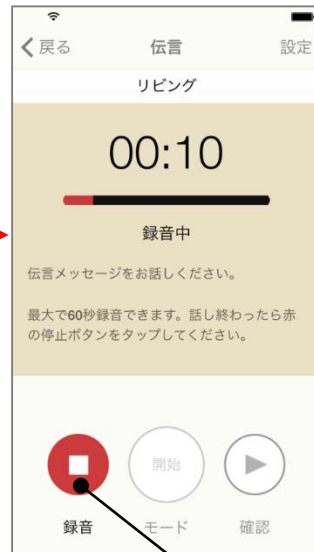 戻る 伝言 設定
リビング
00:10
録音中
伝言メッセージをお話しください。
最大で60秒録音できます。話し終わったら赤
の停止ボタンをタップしてください。
開始
録音 モード 確認